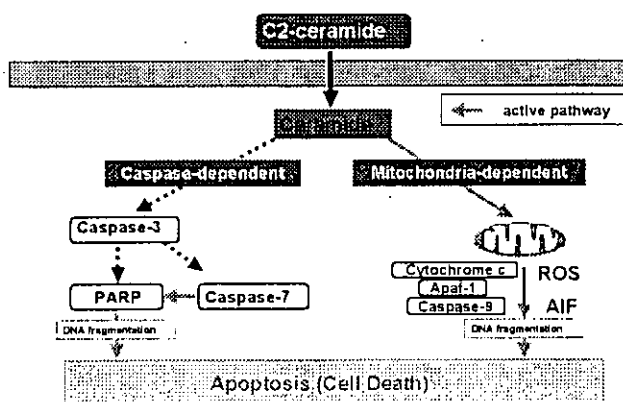 C2-ceramide
active pathway
Ceramide
Caspase-dependent
Mitochondria-dependent
Caspase-3
PARP
Caspase-7
DNA fragmentation
Cytochrome c
Apaf-1
Caspase-9
ROS
AIF
DNA fragmentation
Apoptosis (Cell Death)